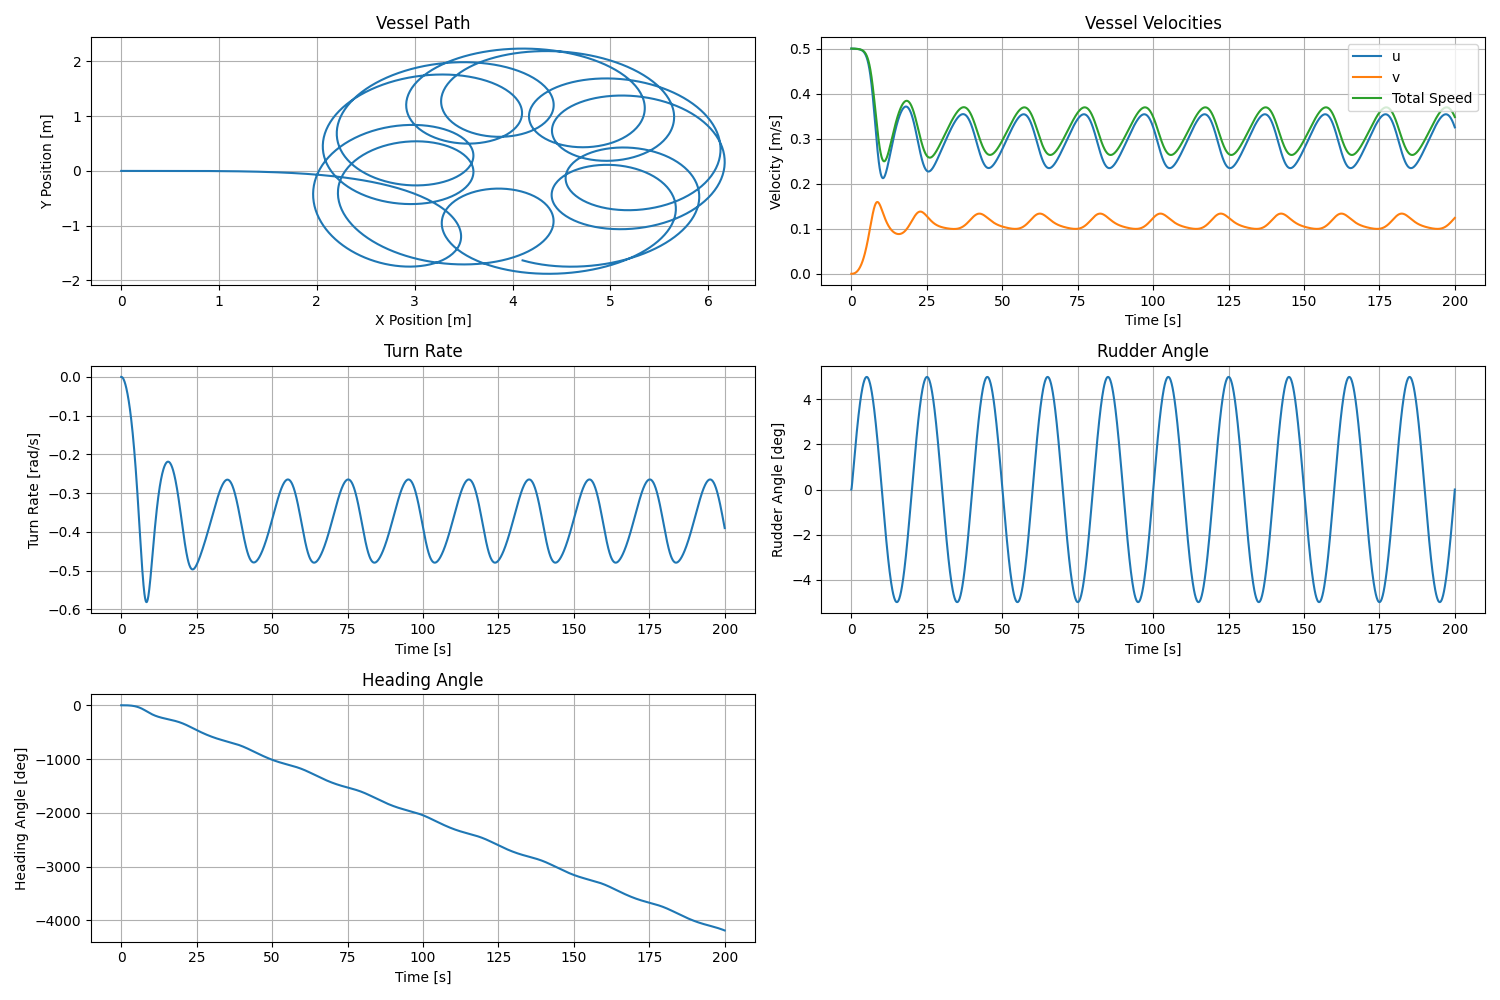 Vessel Path
Y Position [m]
2
1
0
−1
−2
0 1 2 3 4 5 6
X Position [m]
Vessel Velocities
Velocity [m/s]
0.5
0.4
0.3
0.2
0.1
0.0
u
v
Total Speed
0 25 50 75 100 125 150 175 200
Time [s]
Turn Rate
Turn Rate [rad/s]
0.0
−0.1
−0.2
−0.3
−0.4
−0.5
−0.6
0 25 50 75 100 125 150 175 200
Time [s]
Rudder Angle
Rudder Angle [deg]
4
2
0
−2
−4
0 25 50 75 100 125 150 175 200
Time [s]
Heading Angle
Heading Angle [deg]
0
−1000
−2000
−3000
−4000
0 25 50 75 100 125 150 175 200
Time [s]